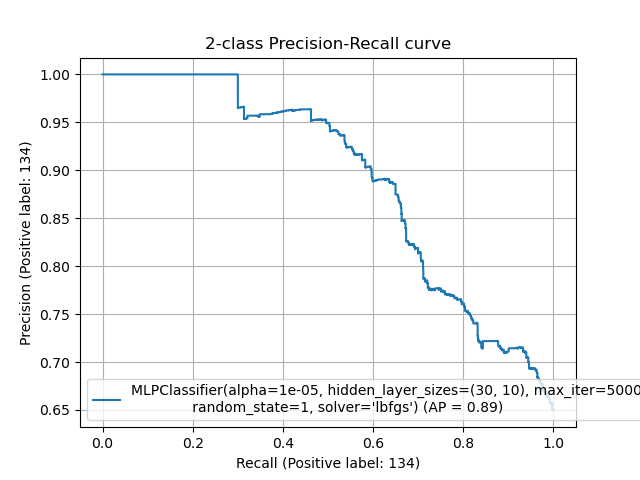 2-class Precision-Recall curve
1.00
0.95
0.90
0.85
0.80
0.75
0.70
0.65
Precision (Positive label: 134)
MLPClassifier(alpha=1e-05, hidden_layer_sizes=(30, 10), max_iter=5000
random_state=1, solver='lbfgs') (AP = 0.89)
0.0 0.2 0.4 0.6 0.8 1.0
Recall (Positive label: 134)